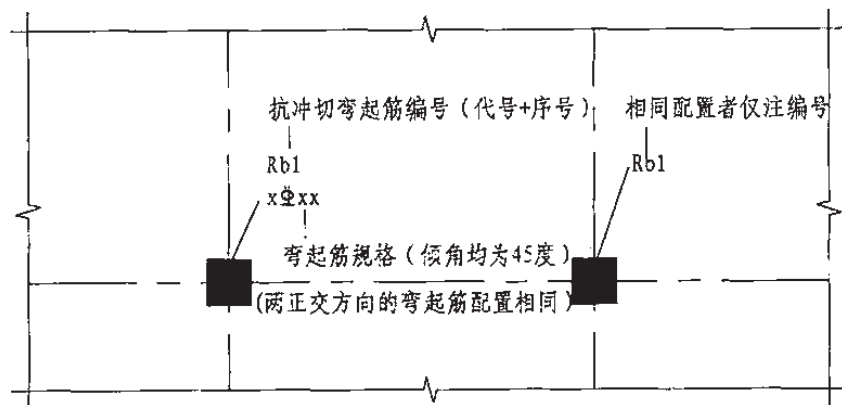 抗冲切弯起筋编号(代号+序号)
相同配置者仅注编号
Rb1
Rb1
x⏀xx
弯起筋规格(倾角均为45度)
(两正交方向的弯起筋配置相同)